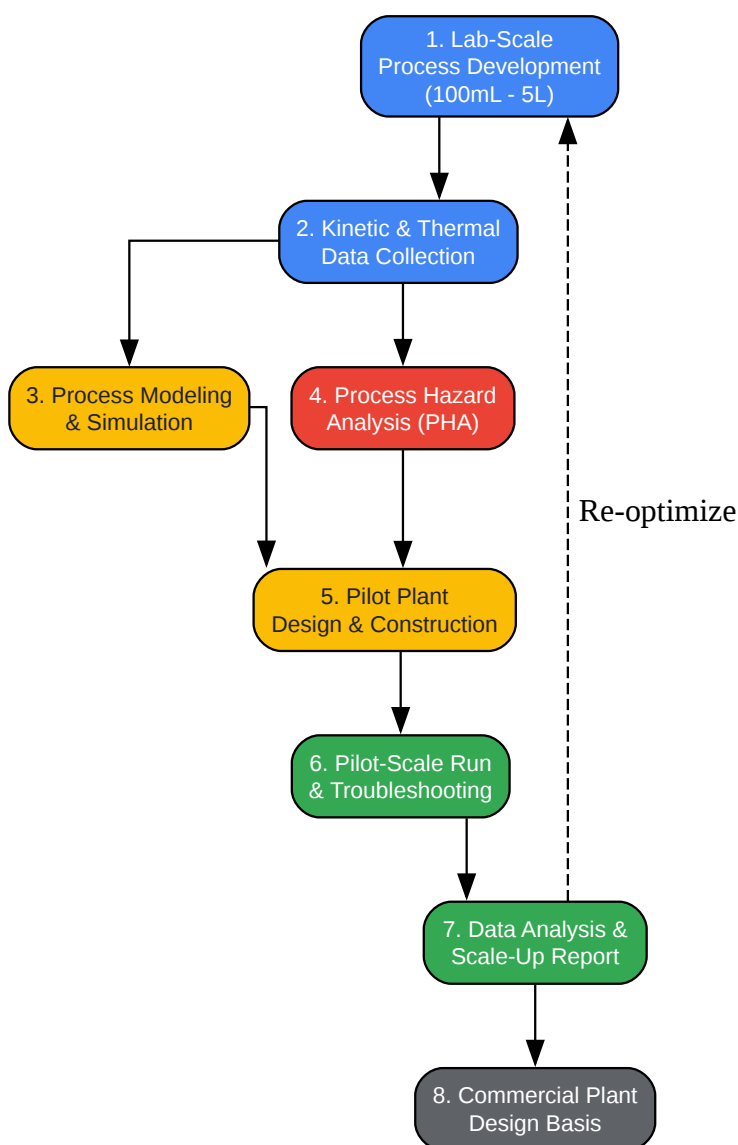 1. Lab-Scale
Process Development
(100mL - 5L)
2. Kinetic & Thermal
Data Collection
3. Process Modeling
& Simulation
4. Process Hazard
Analysis (PHA)
Re-optimize
5. Pilot Plant
Design & Construction
6. Pilot-Scale Run
& Troubleshooting
7. Data Analysis &
Scale-Up Report
8. Commercial Plant
Design Basis